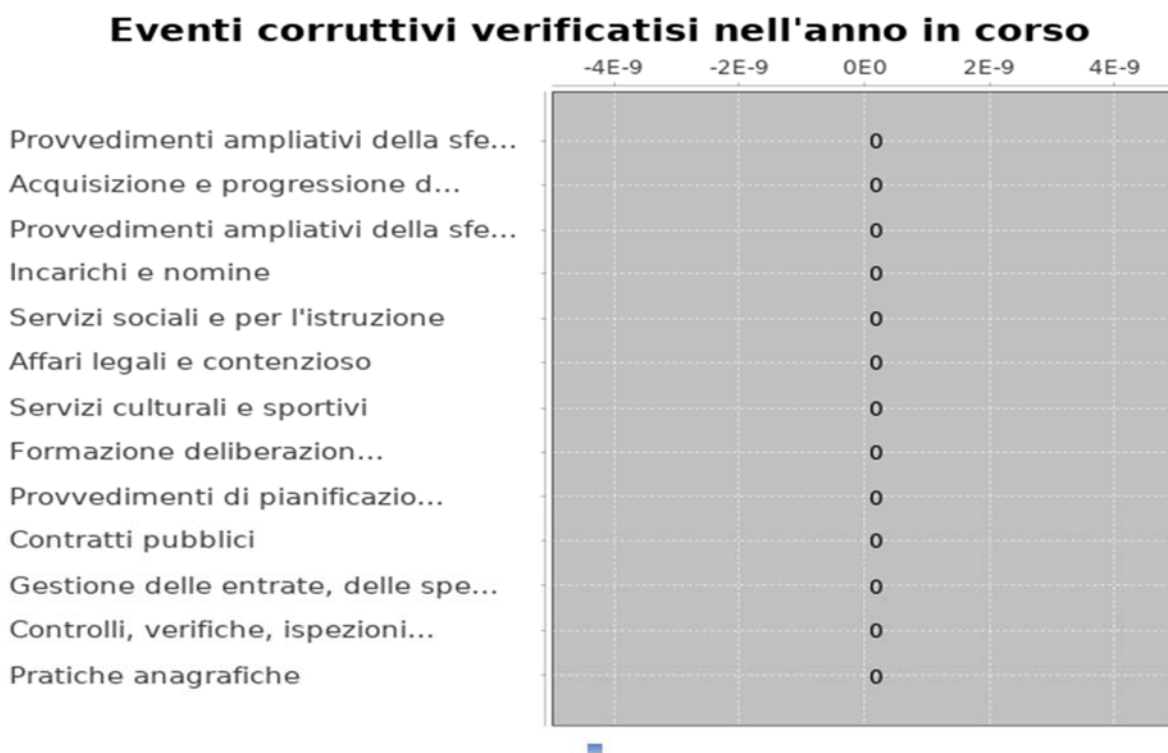 Eventi corruttivi verificatisi nell'anno in corso
-4E-9 -2E-9 0E0 2E-9 4E-9
Provvedimenti ampliativi della sfe... 0
Acquisizione e progressione d... 0
Provvedimenti ampliativi della sfe... 0
Incarichi e nomine 0
Servizi sociali e per l'istruzione 0
Affari legali e contenzioso 0
Servizi culturali e sportivi 0
Formazione deliberazion... 0
Provvedimenti di pianificazio... 0
Contratti pubblici 0
Gestione delle entrate, delle spe... 0
Controlli, verifiche, ispezioni... 0
Pratiche anagrafiche 0